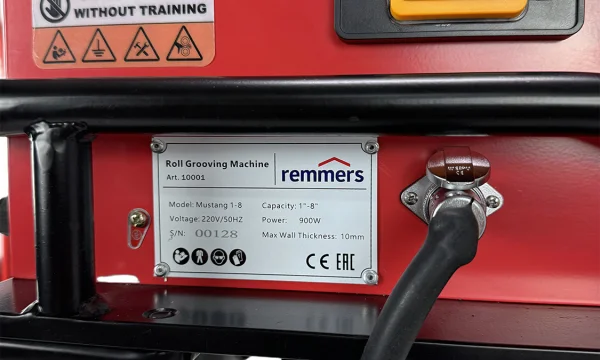 WITHOUT TRAINING
Roll Grooving Machine
Art. 10001
remmers
Model: Mustang 1-8
Capacity: 1"-8"
Voltage: 220V/50HZ
Power: 900W
S/N: 00128
Max Wall Thickness: 10mm
CE EAC